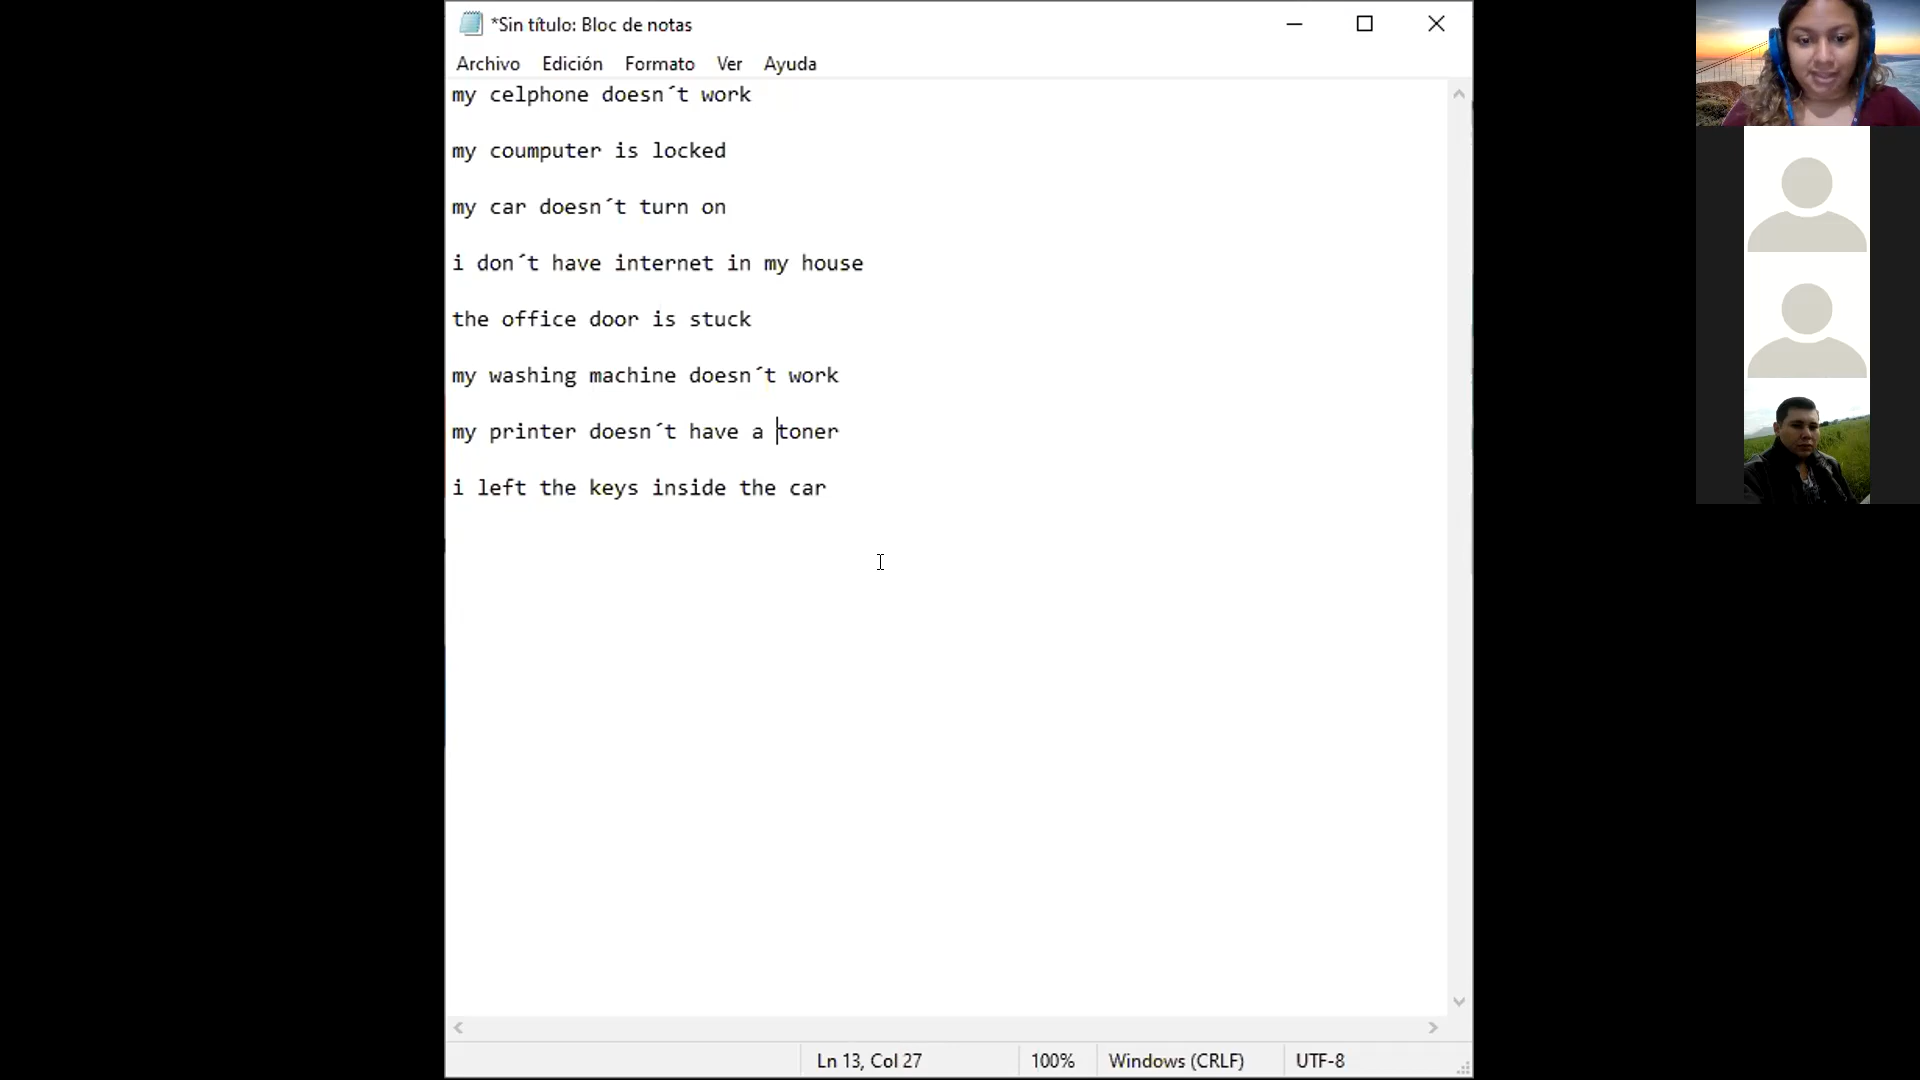 *Sin título: Bloc de notas
Archivo Edición Formato Ver Ayuda
my celphone doesn´t work
my coumputer is locked
my car doesn´t turn on
i don´t have internet in my house
the office door is stuck
my washing machine doesn´t work
my printer doesn´t have a toner
i left the keys inside the car
Ln 13, Col 27 100% Windows (CRLF) UTF-8